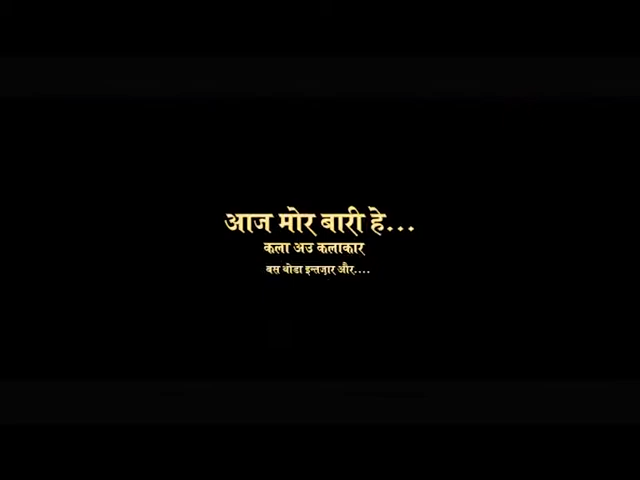 आज मोर बारी हे...
कला अउ कलाकार
बस थोडा इन्तज़ार और....